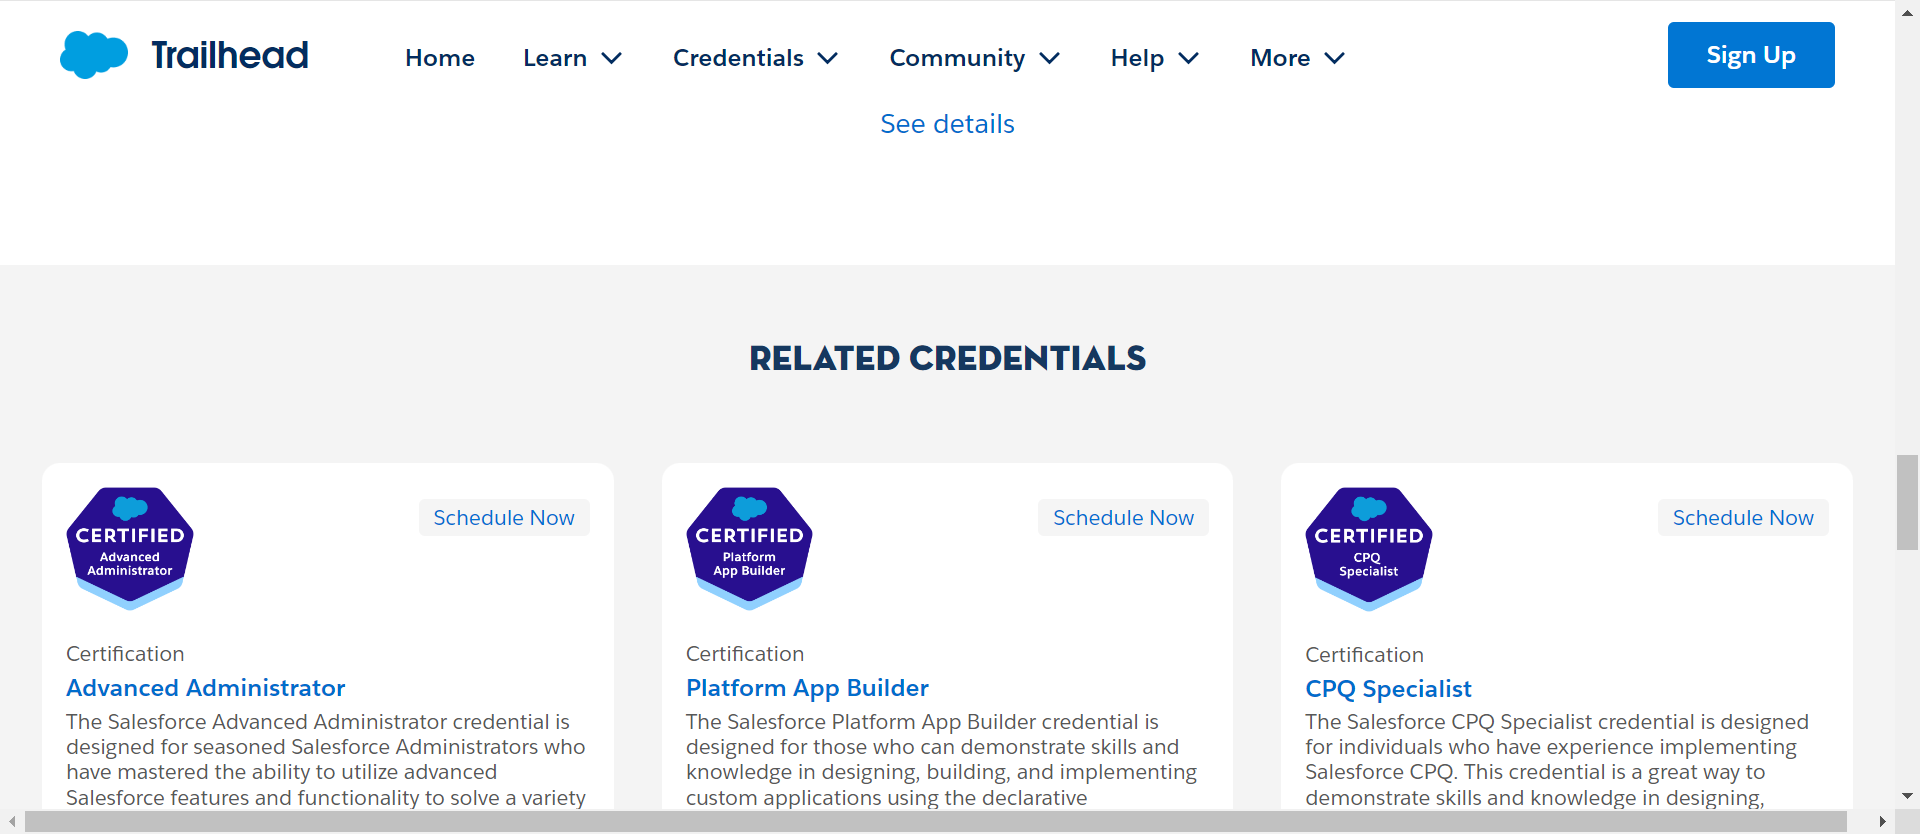 Trailhead
Home Learn Credentials Community Help More
Sign Up
See details
RELATED CREDENTIALS
CERTIFIED
Advanced
Administrator
Schedule Now
Certification
Advanced Administrator
The Salesforce Advanced Administrator credential is
designed for seasoned Salesforce Administrators who
have mastered the ability to utilize advanced
Salesforce features and functionality to solve a variety
CERTIFIED
Platform
App Builder
Schedule Now
Certification
Platform App Builder
The Salesforce Platform App Builder credential is
designed for those who can demonstrate skills and
knowledge in designing, building, and implementing
custom applications using the declarative
CERTIFIED
CPQ
Specialist
Schedule Now
Certification
CPQ Specialist
The Salesforce CPQ Specialist credential is designed
for individuals who have experience implementing
Salesforce CPQ. This credential is a great way to
demonstrate skills and knowledge in designing,